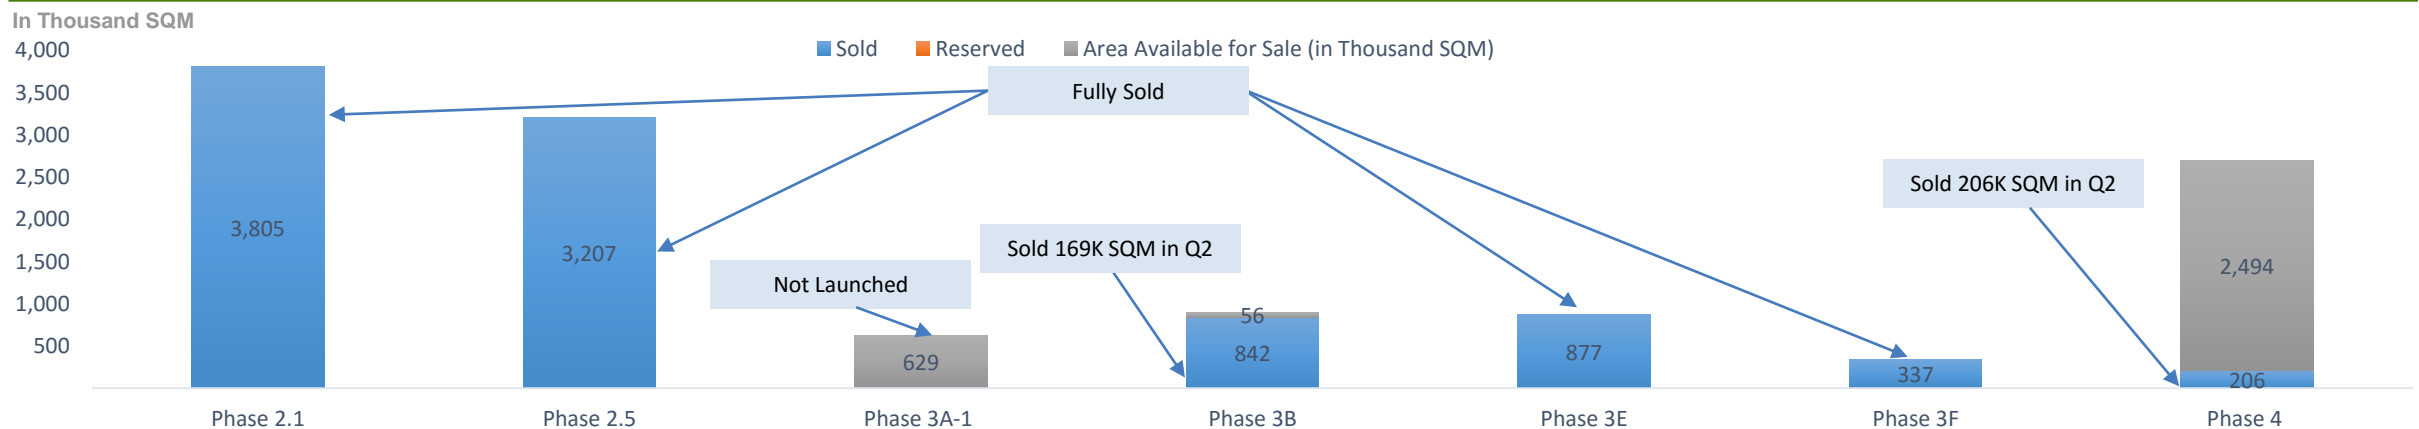 In Thousand SQM
4,000
3,500
3,000
2,500
2,000
1,500
1,000
500
Sold
Reserved
Area Available for Sale (in Thousand SQM)
Fully Sold
Sold 206K SQM in Q2
Sold 169K SQM in Q2
Not Launched
3,805
3,207
629
56
842
877
337
2,494
206
Phase 2.1
Phase 2.5
Phase 3A-1
Phase 3B
Phase 3E
Phase 3F
Phase 4